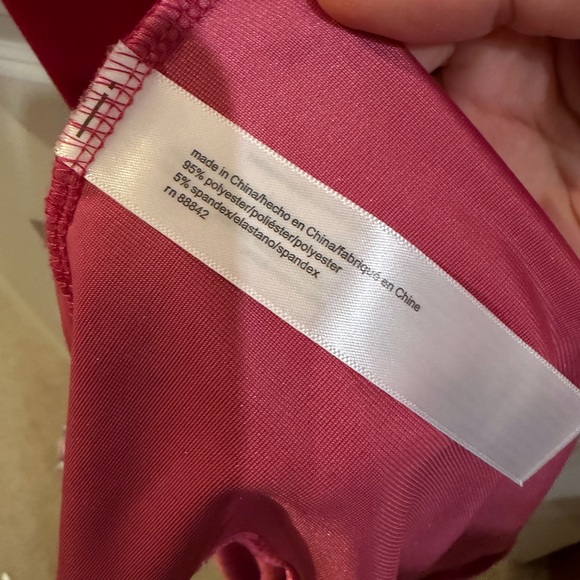 made in China/hecho en China/fabriqué en Chine
95% polyester/poliéster/polyester
5% spandex/elastano/spandex
rn 88842